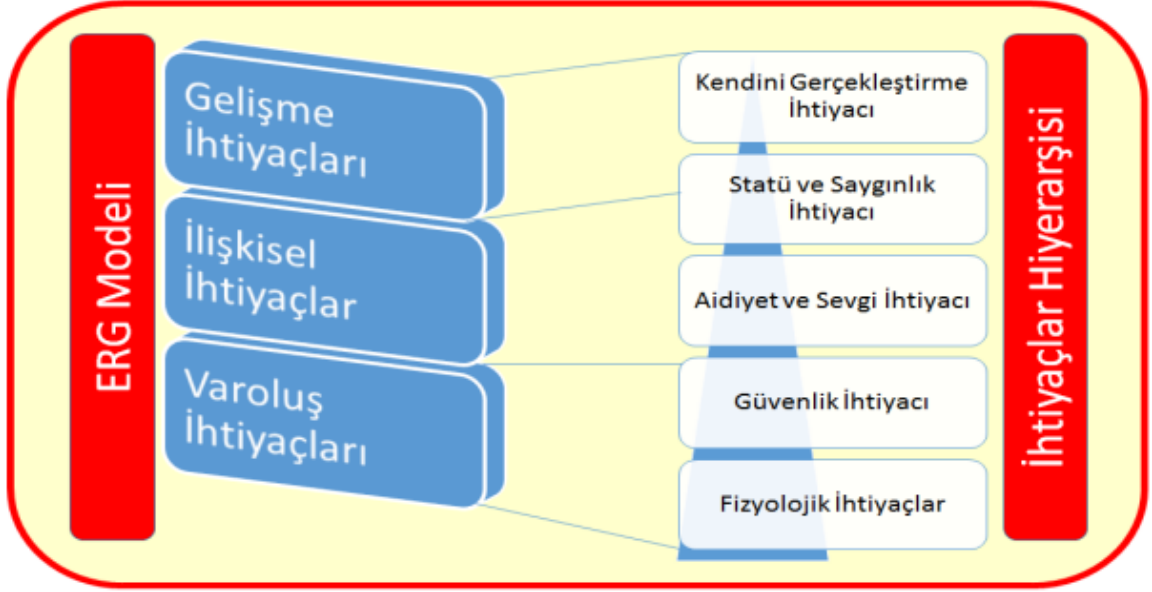 ERG Modeli
Gelişme
İhtiyaçları
İlişkisel
İhtiyaçlar
Varoluş
İhtiyaçları
Kendini Gerçekleştirme
İhtiyacı
Statü ve Saygınlık
İhtiyacı
Aidiyet ve Sevgi İhtiyacı
Güvenlik İhtiyacı
Fizyolojik İhtiyaçlar
İhtiyaçlar Hiyerarşisi